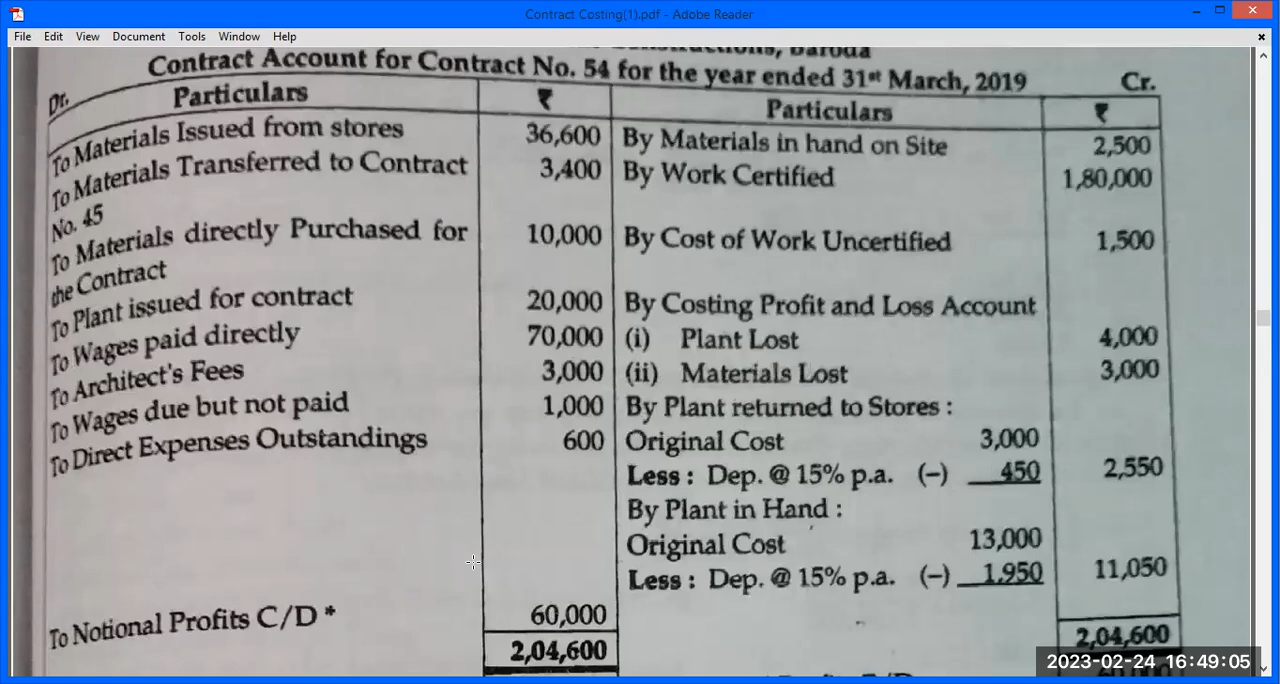 Contract Costing(1).pdf - Adobe Reader
File Edit View Document Tools Window Help
Baroda
Contract Account for Contract No. 54 for the year ended 31st March, 2019
Dr. Cr.
Particulars ₹ Particulars ₹
To Materials Issued from stores 36,600 By Materials in hand on Site 2,500
To Materials Transferred to Contract 3,400 By Work Certified 1,80,000
No. 45
To Materials directly Purchased for 10,000 By Cost of Work Uncertified 1,500
the Contract
To Plant issued for contract 20,000 By Costing Profit and Loss Account
To Wages paid directly 70,000 (i) Plant Lost 4,000
To Architect's Fees 3,000 (ii) Materials Lost 3,000
To Wages due but not paid 1,000 By Plant returned to Stores :
To Direct Expenses Outstandings 600 Original Cost 3,000
Less : Dep. @ 15% p.a. (–) 450 2,550
By Plant in Hand :
Original Cost 13,000
Less : Dep. @ 15% p.a. (–) 1,950 11,050
To Notional Profits C/D * 60,000
2,04,600 2,04,600
2023-02-24 16:49:05